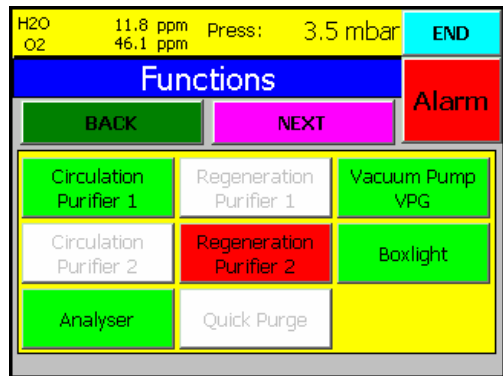 H2O 11.8 ppm Press: 3.5 mbar END
O2 46.1 ppm
Functions
Alarm
BACK NEXT
Circulation Purifier 1
Regeneration Purifier 1
Vacuum Pump VPG
Circulation Purifier 2
Regeneration Purifier 2
Boxlight
Analyser
Quick Purge